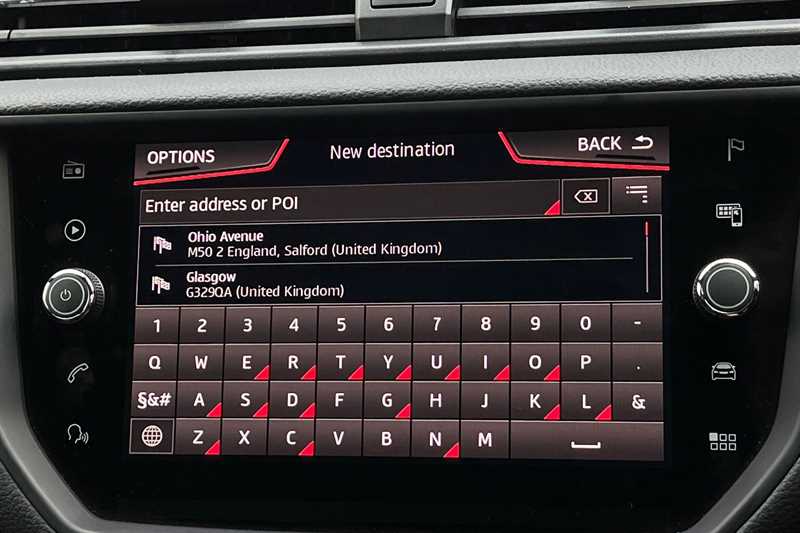 OPTIONS New destination BACK
Enter address or POI
Ohio Avenue
M50 2 England, Salford (United Kingdom)
Glasgow
G329QA (United Kingdom)
1 2 3 4 5 6 7 8 9 0 -
Q W E R T Y U I O P .
§&# A S D F G H J K L &
Z X C V B N M